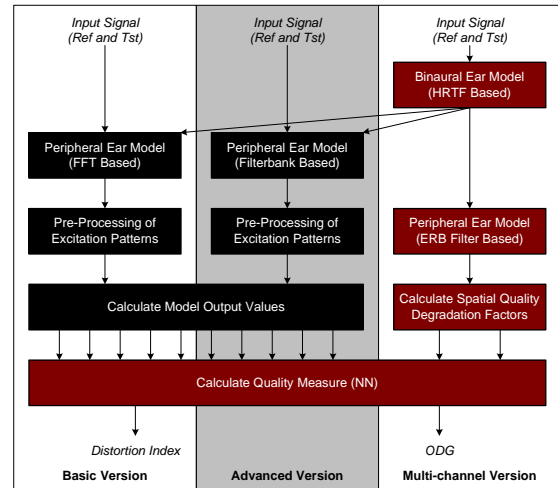 Input Signal
(Ref and Tst)
Input Signal
(Ref and Tst)
Input Signal
(Ref and Tst)
Binaural Ear Model
(HRTF Based)
Peripheral Ear Model
(FFT Based)
Peripheral Ear Model
(Filterbank Based)
Pre-Processing of
Excitation Patterns
Pre-Processing of
Excitation Patterns
Peripheral Ear Model
(ERB Filter Based)
Calculate Model Output Values
Calculate Spatial Quality
Degradation Factors
Calculate Quality Measure (NN)
Distortion Index
ODG
Basic Version
Advanced Version
Multi-channel Version